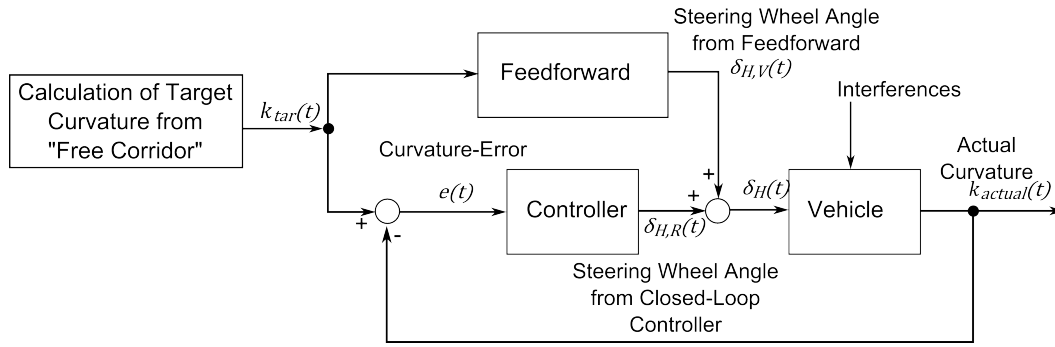 Steering Wheel Angle
from Feedforward
δH,V(t)
Feedforward
Calculation of Target
Curvature from
"Free Corridor"
ktar(t)
Interferences
Curvature-Error
e(t)
+
-
Controller
δH,R(t)
+
+
δH(t)
Vehicle
Actual
Curvature
kactual(t)
Steering Wheel Angle
from Closed-Loop
Controller